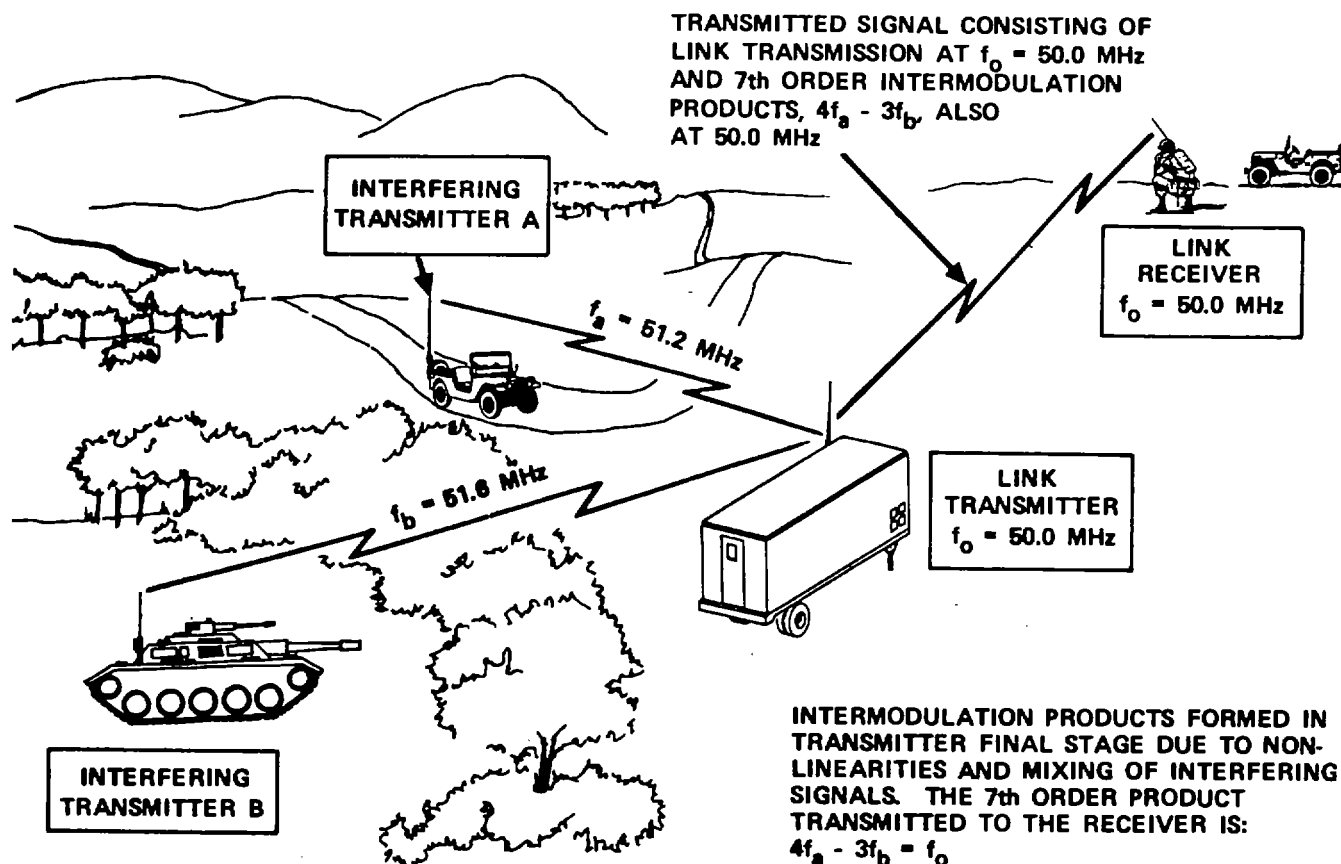 TRANSMITTED SIGNAL CONSISTING OF
LINK TRANSMISSION AT fo = 50.0 MHz
AND 7th ORDER INTERMODULATION
PRODUCTS, 4fa - 3fb, ALSO
AT 50.0 MHz
INTERFERING
TRANSMITTER A
LINK
RECEIVER
fo = 50.0 MHz
fa = 51.2 MHz
fb = 51.6 MHz
LINK
TRANSMITTER
fo = 50.0 MHz
INTERFERING
TRANSMITTER B
INTERMODULATION PRODUCTS FORMED IN
TRANSMITTER FINAL STAGE DUE TO NON-
LINEARITIES AND MIXING OF INTERFERING
SIGNALS. THE 7th ORDER PRODUCT
TRANSMITTED TO THE RECEIVER IS:
4fa - 3fb = fo